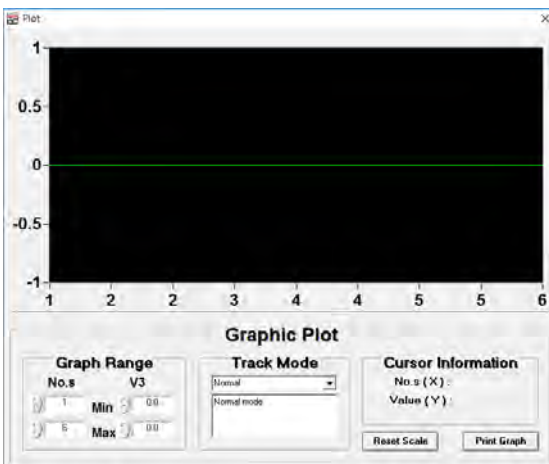 Plot
1
0.5
0
-0.5
-1
1 2 2 3 4 4 5 5 6
Graphic Plot
Graph Range
No.s V3
1 Min 0.0
6 Max 0.0
Track Mode
Normal
Normal mode
Cursor Information
No.s ( X ) :
Value ( Y ) :
Reset Scale Print Graph